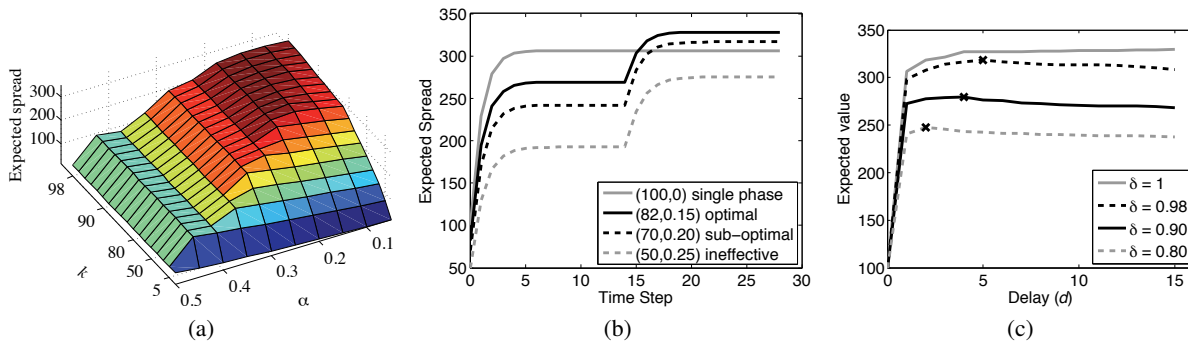 Expected spread
300
200
100
98
90
80
50
5
k
0.5
0.4
0.3
0.2
0.1
α
(a)
350
300
250
200
150
100
50
Expected Spread
0 5 10 15 20 25 30
Time Step
(100,0) single phase
(82,0.15) optimal
(70,0.20) sub-optimal
(50,0.25) ineffective
(b)
350
300
250
200
150
100
Expected value
0 5 10 15
Delay (d)
δ = 1
δ = 0.98
δ = 0.90
δ = 0.80
(c)